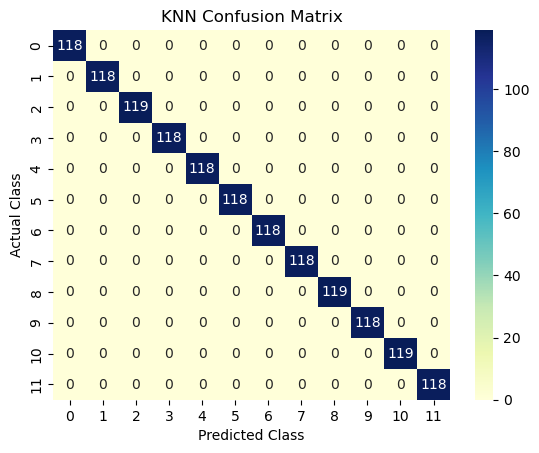 KNN Confusion Matrix
0 118 0 0 0 0 0 0 0 0 0 0 0
1 0 118 0 0 0 0 0 0 0 0 0 0
2 0 0 119 0 0 0 0 0 0 0 0 0
3 0 0 0 118 0 0 0 0 0 0 0 0
4 0 0 0 0 118 0 0 0 0 0 0 0
5 0 0 0 0 0 118 0 0 0 0 0 0
6 0 0 0 0 0 0 118 0 0 0 0 0
7 0 0 0 0 0 0 0 118 0 0 0 0
8 0 0 0 0 0 0 0 0 119 0 0 0
9 0 0 0 0 0 0 0 0 0 118 0 0
10 0 0 0 0 0 0 0 0 0 0 119 0
11 0 0 0 0 0 0 0 0 0 0 0 118
0 1 2 3 4 5 6 7 8 9 10 11
Predicted Class
Actual Class
100
80
60
40
20
0